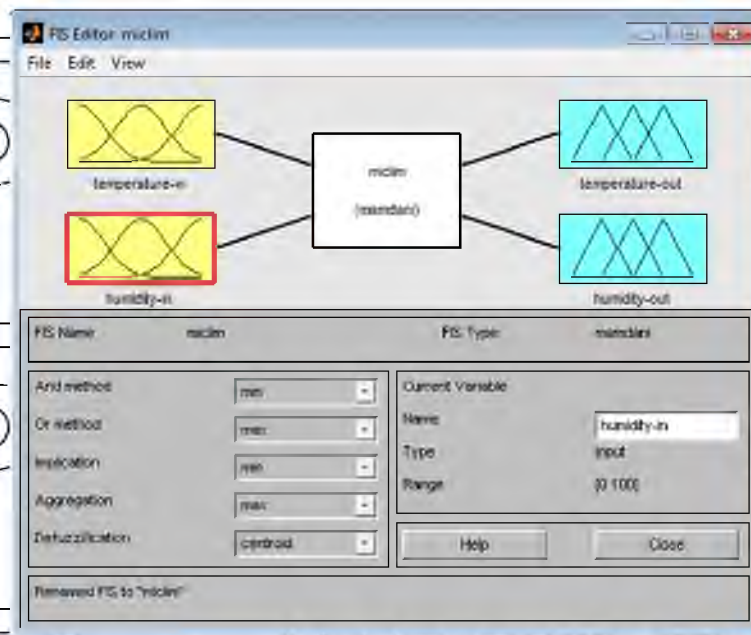 FIS Editor: miclim
File Edit View
temperature-in
miclim
(mamdani)
temperature-out
humidity-in
humidity-out
FIS Name: miclim FIS Type: mamdani
And method min
Or method max
Implication min
Aggregation max
Defuzzification centroid
Current Variable
Name humidity-in
Type input
Range [0 100]
Help Close
Renamed FIS to "miclim"